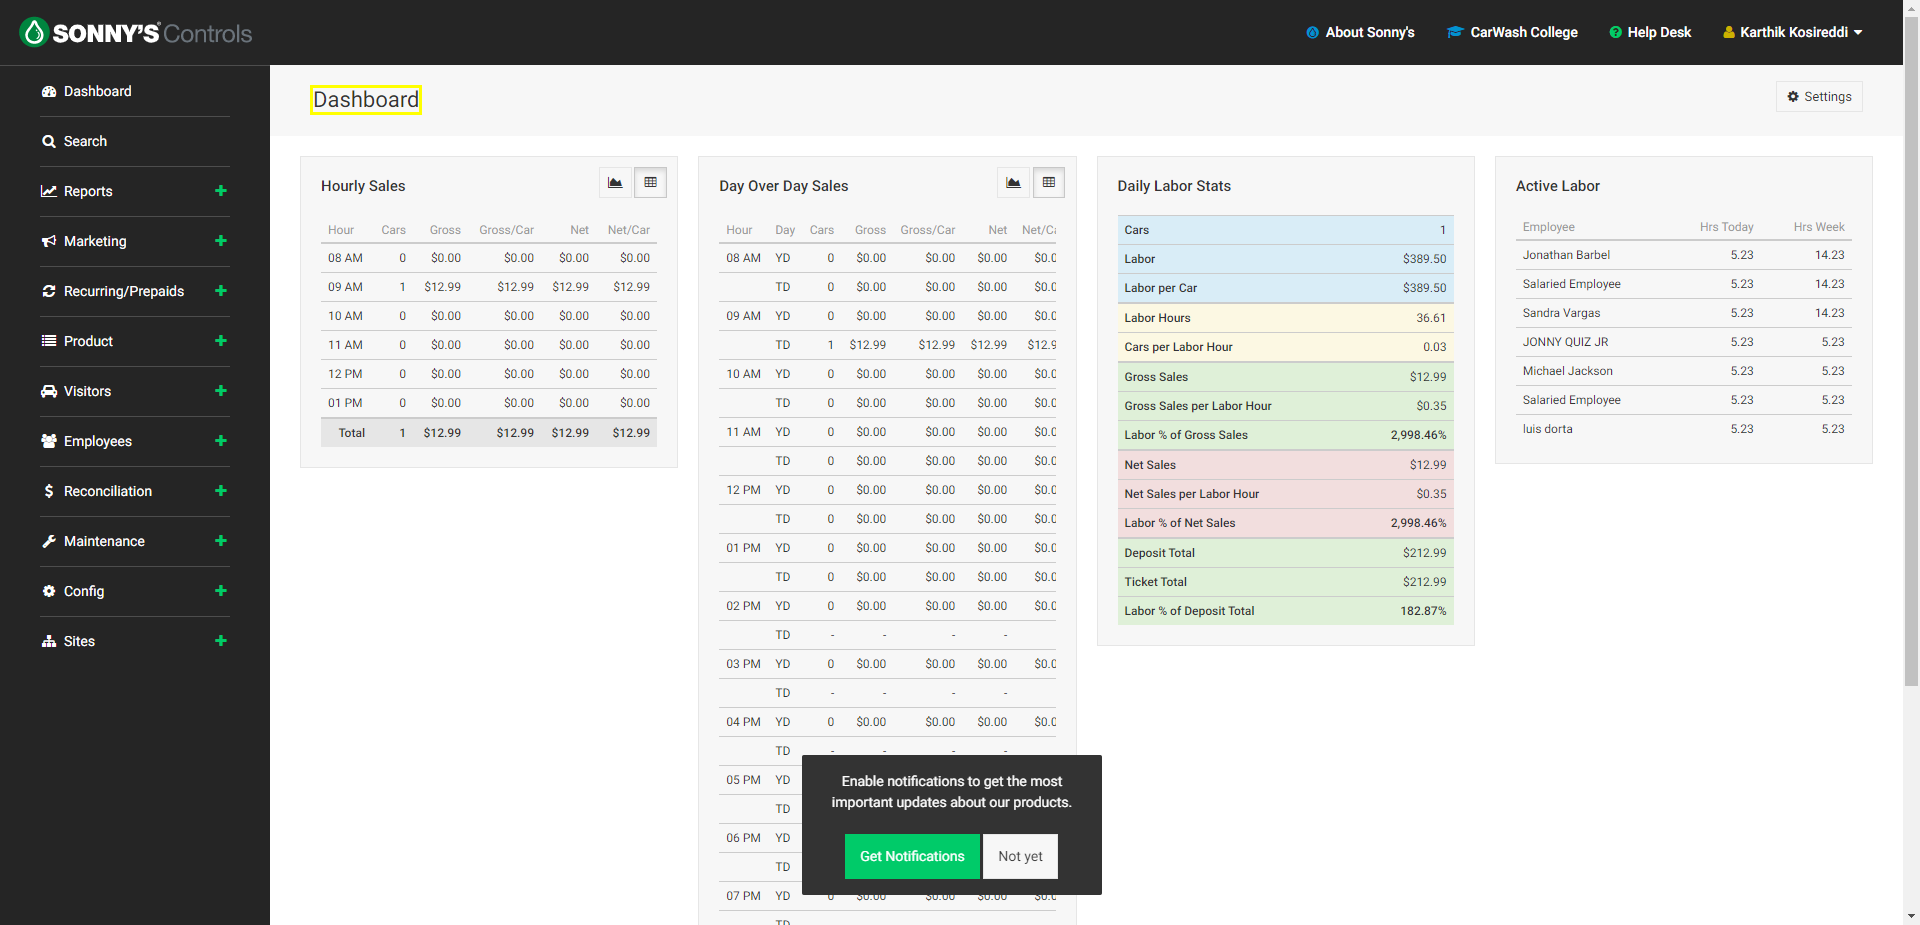 SONNY'S Controls
About Sonny's
CarWash College
Help Desk
Karthik Kosireddi
Dashboard
Search
Reports
Marketing
Recurring/Prepaids
Product
Visitors
Employees
Reconciliation
Maintenance
Config
Sites
Dashboard
Settings
Hourly Sales
Hour Cars Gross Gross/Car Net Net/Car
08 AM 0 $0.00 $0.00 $0.00 $0.00
09 AM 1 $12.99 $12.99 $12.99 $12.99
10 AM 0 $0.00 $0.00 $0.00 $0.00
11 AM 0 $0.00 $0.00 $0.00 $0.00
12 PM 0 $0.00 $0.00 $0.00 $0.00
01 PM 0 $0.00 $0.00 $0.00 $0.00
Total 1 $12.99 $12.99 $12.99 $12.99
Day Over Day Sales
Hour Day Cars Gross Gross/Car Net Net/Ca
08 AM YD 0 $0.00 $0.00 $0.00 $0.0
TD 0 $0.00 $0.00 $0.00 $0.0
09 AM YD 0 $0.00 $0.00 $0.00 $0.0
TD 1 $12.99 $12.99 $12.99 $12.9
10 AM YD 0 $0.00 $0.00 $0.00 $0.0
TD 0 $0.00 $0.00 $0.00 $0.0
11 AM YD 0 $0.00 $0.00 $0.00 $0.0
TD 0 $0.00 $0.00 $0.00 $0.0
12 PM YD 0 $0.00 $0.00 $0.00 $0.0
TD 0 $0.00 $0.00 $0.00 $0.0
01 PM YD 0 $0.00 $0.00 $0.00 $0.0
TD 0 $0.00 $0.00 $0.00 $0.0
02 PM YD 0 $0.00 $0.00 $0.00 $0.0
TD - - - -
03 PM YD 0 $0.00 $0.00 $0.00 $0.0
TD - - - -
04 PM YD 0 $0.00 $0.00 $0.00 $0.0
TD - - - -
05 PM YD
TD
06 PM YD
TD
07 PM YD 0 $0.00 $0.00 $0.00 $0.0
TD
Daily Labor Stats
Cars 1
Labor $389.50
Labor per Car $389.50
Labor Hours 36.61
Cars per Labor Hour 0.03
Gross Sales $12.99
Gross Sales per Labor Hour $0.35
Labor % of Gross Sales 2,998.46%
Net Sales $12.99
Net Sales per Labor Hour $0.35
Labor % of Net Sales 2,998.46%
Deposit Total $212.99
Ticket Total $212.99
Labor % of Deposit Total 182.87%
Active Labor
Employee Hrs Today Hrs Week
Jonathan Barbel 5.23 14.23
Salaried Employee 5.23 14.23
Sandra Vargas 5.23 14.23
JONNY QUIZ JR 5.23 5.23
Michael Jackson 5.23 5.23
Salaried Employee 5.23 5.23
luis dorta 5.23 5.23
Enable notifications to get the most
important updates about our products.
Get Notifications
Not yet